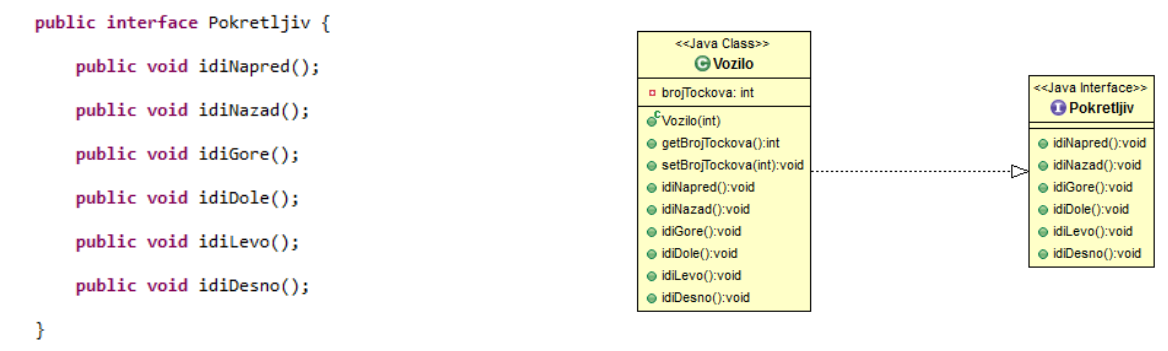 public interface Pokretljiv {
public void idiNapred();
public void idiNazad();
public void idiGore();
public void idiDole();
public void idiLevo();
public void idiDesno();
}
<<Java Class>>
C Vozilo
brojTockova: int
C Vozilo(int)
getBrojTockova():int
setBrojTockova(int):void
idiNapred():void
idiNazad():void
idiGore():void
idiDole():void
idiLevo():void
idiDesno():void
<<Java Interface>>
I Pokretljiv
idiNapred():void
idiNazad():void
idiGore():void
idiDole():void
idiLevo():void
idiDesno():void